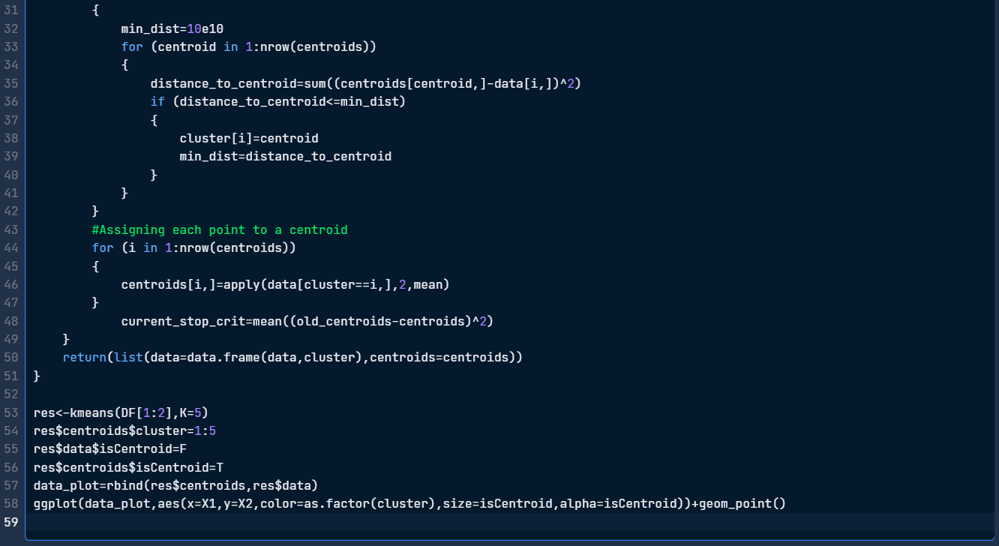 31 {
32 min_dist=10e10
33 for (centroid in 1:nrow(centroids))
34 {
35 distance_to_centroid=sum((centroids[centroid,]-data[i,])^2)
36 if (distance_to_centroid<=min_dist)
37 {
38 cluster[i]=centroid
39 min_dist=distance_to_centroid
40 }
41 }
42 }
43 #Assigning each point to a centroid
44 for (i in 1:nrow(centroids))
45 {
46 centroids[i,]=apply(data[cluster==i,],2,mean)
47 }
48 current_stop_crit=mean((old_centroids-centroids)^2)
49 }
50 return(list(data=data.frame(data,cluster),centroids=centroids))
51 }
52
53 res<-kmeans(DF[1:2],K=5)
54 res$centroids$cluster=1:5
55 res$data$isCentroid=F
56 res$centroids$isCentroid=T
57 data_plot=rbind(res$centroids,res$data)
58 ggplot(data_plot,aes(x=X1,y=X2,color=as.factor(cluster),size=isCentroid,alpha=isCentroid))+geom_point()
59